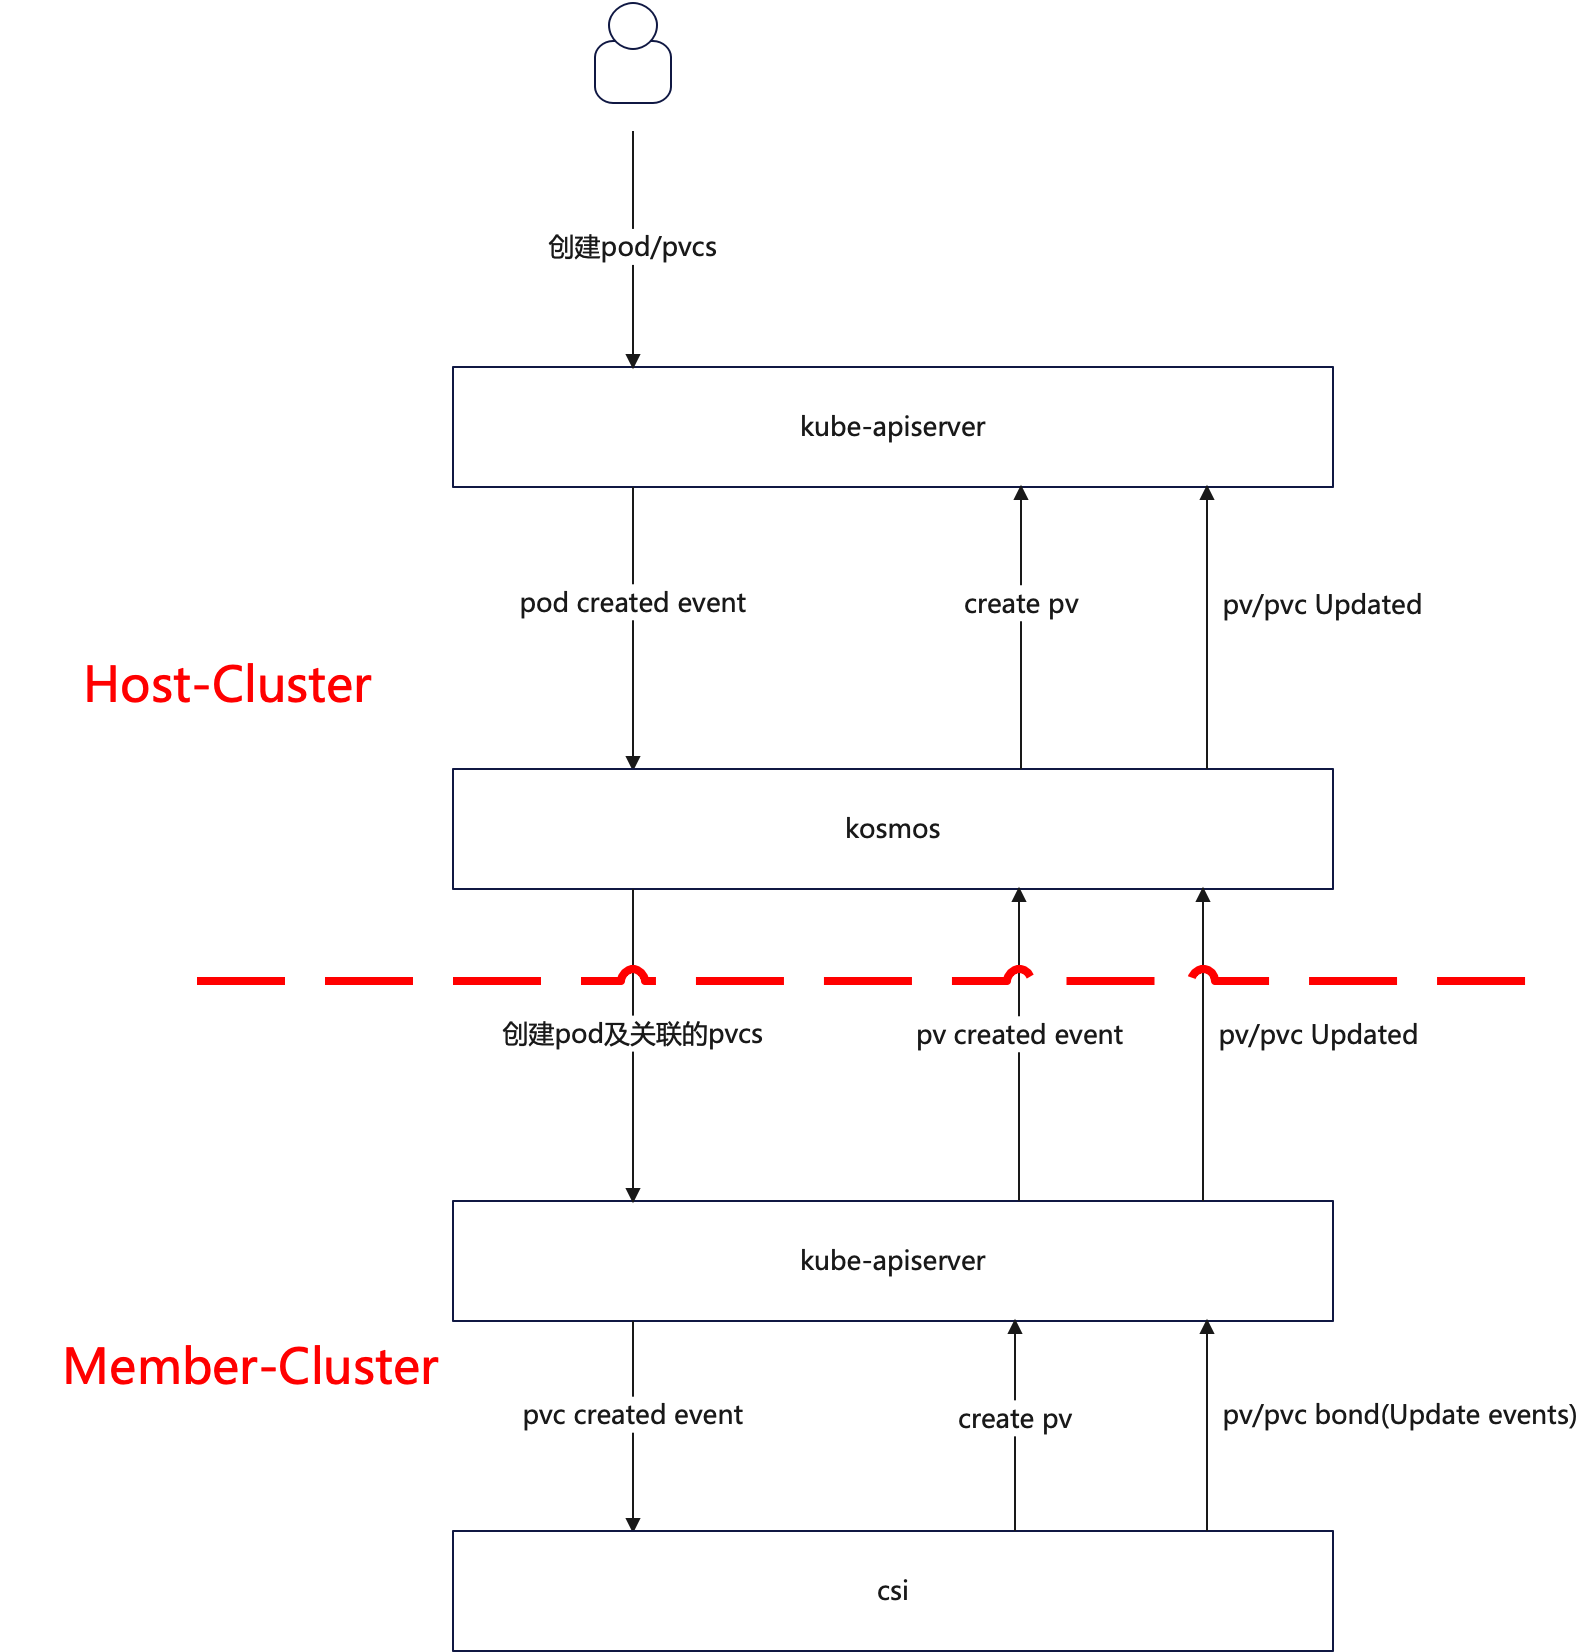 创建pod/pvcs
kube-apiserver
pod created event
create pv
pv/pvc Updated
Host-Cluster
kosmos
创建pod及关联的pvcs
pv created event
pv/pvc Updated
kube-apiserver
Member-Cluster
pvc created event
create pv
pv/pvc bond(Update events)
csi